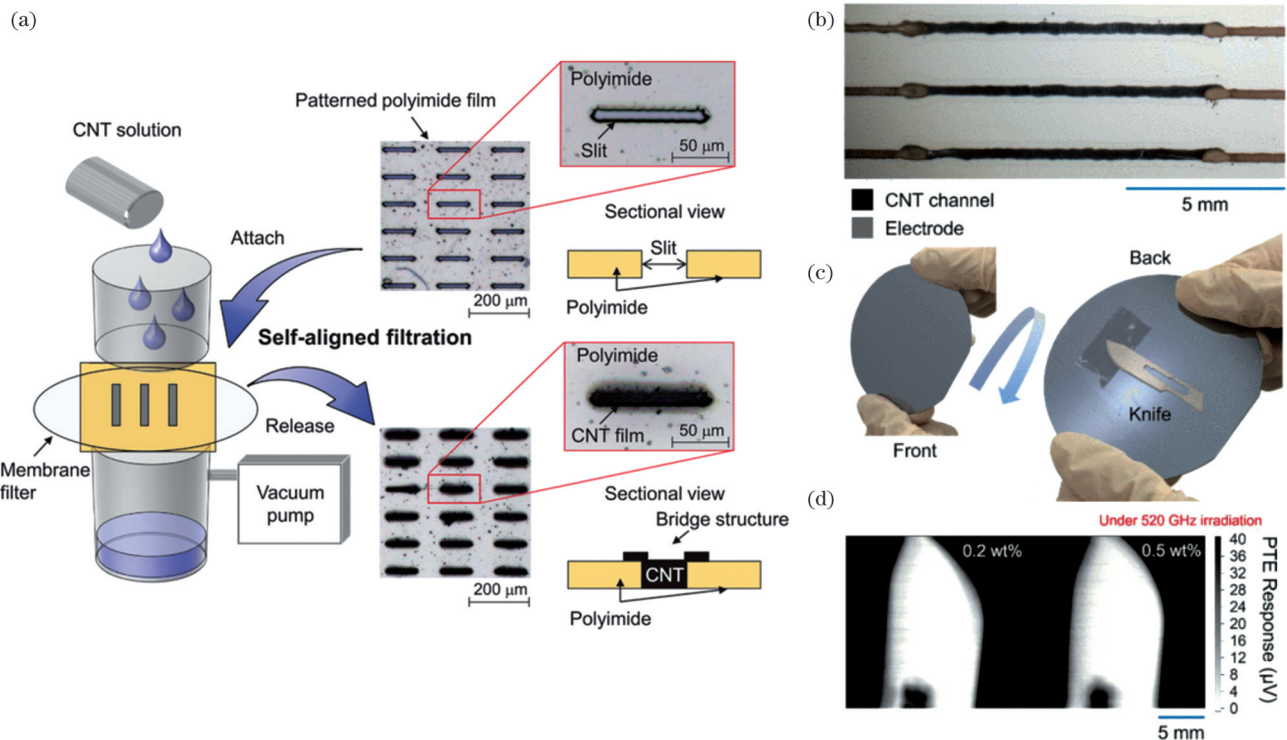 (a)
CNT solution
Patterned polyimide film
Polyimide
Slit
50 μm
Attach
200 μm
Sectional view
Slit
Polyimide
Self-aligned filtration
Membrane
filter
Vacuum
pump
Release
Polyimide
CNT film
50 μm
200 μm
Sectional view
Bridge structure
CNT
Polyimide
(b)
CNT channel
Electrode
5 mm
(c)
Front
Back
Knife
(d)
Under 520 GHz irradiation
0.2 wt%
0.5 wt%
40
36
32
28
24
20
16
12
8
4
0
PTE Response (μV)
5 mm